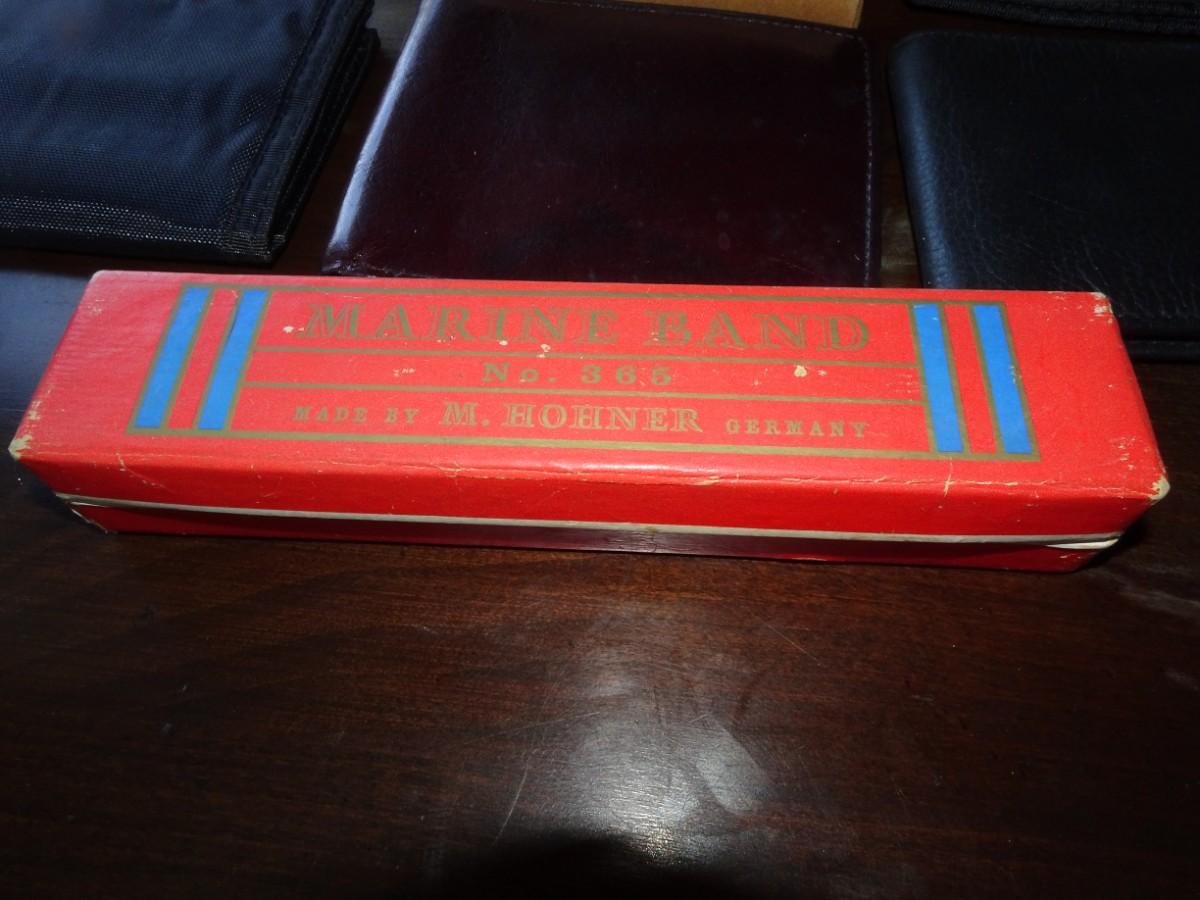 MARINE BAND
No. 365
MADE BY M. HOHNER GERMANY